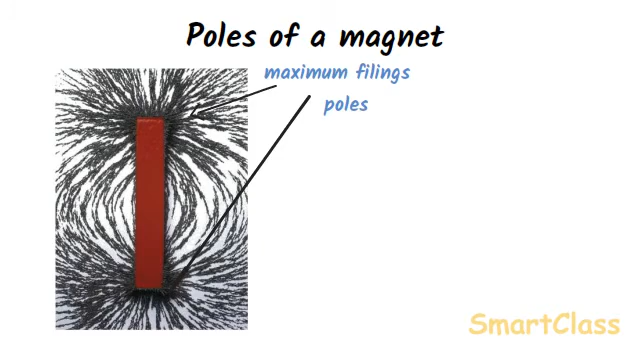 Poles of a magnet
maximum filings
poles
SmartClass